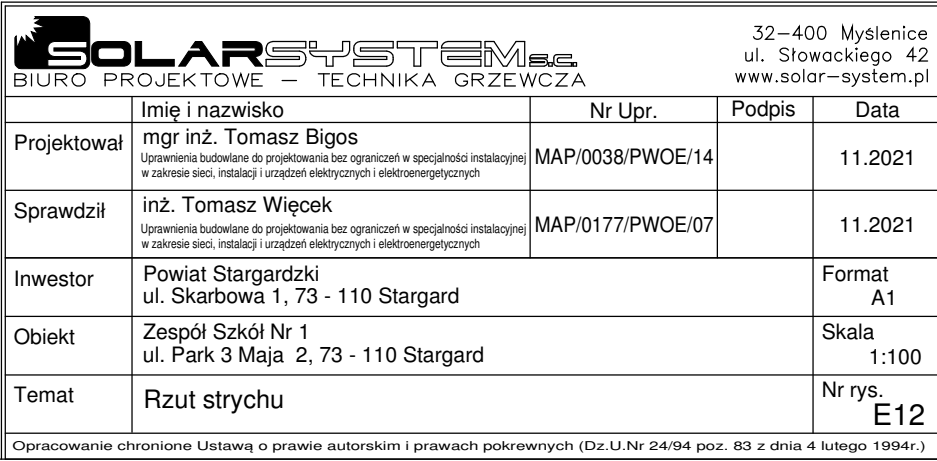 SOLARSYSTEM s.c.
BIURO PROJEKTOWE – TECHNIKA GRZEWCZA
32-400 Myślenice
ul. Słowackiego 42
www.solar-system.pl
Imię i nazwisko Nr Upr. Podpis Data
Projektował mgr inż. Tomasz Bigos
Uprawnienia budowlane do projektowania bez ograniczeń w specjalności instalacyjnej
w zakresie sieci, instalacji i urządzeń elektrycznych i elektroenergetycznych
MAP/0038/PWOE/14 11.2021
Sprawdził inż. Tomasz Więcek
Uprawnienia budowlane do projektowania bez ograniczeń w specjalności instalacyjnej
w zakresie sieci, instalacji i urządzeń elektrycznych i elektroenergetycznych
MAP/0177/PWOE/07 11.2021
Inwestor Powiat Stargardzki
ul. Skarbowa 1, 73 - 110 Stargard
Format
A1
Obiekt Zespół Szkół Nr 1
ul. Park 3 Maja 2, 73 - 110 Stargard
Skala
1:100
Temat Rzut strychu
Nr rys.
E12
Opracowanie chronione Ustawą o prawie autorskim i prawach pokrewnych (Dz.U.Nr 24/94 poz. 83 z dnia 4 lutego 1994r.)